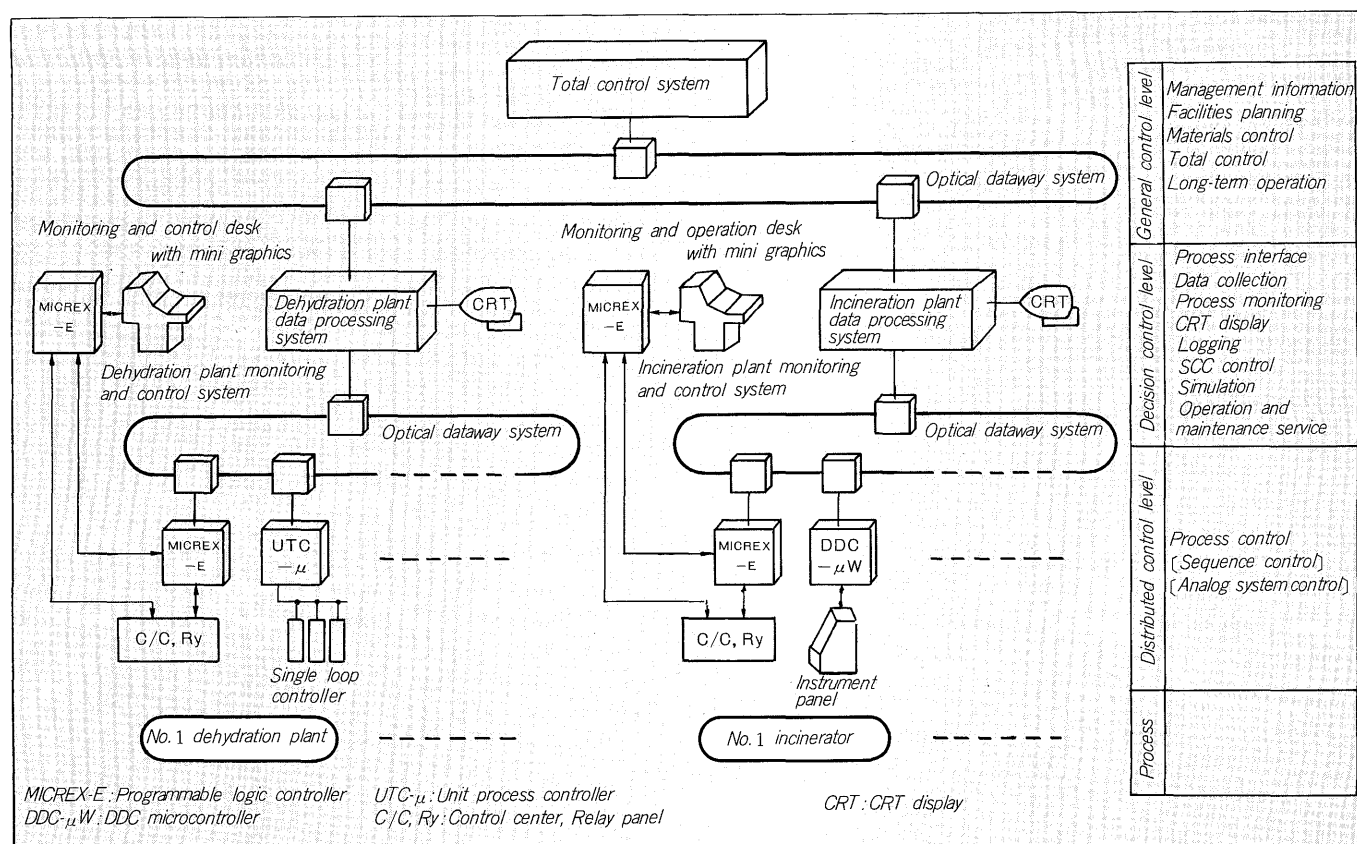 Total control system
Optical dataway system
Monitoring and control desk
with mini graphics
Monitoring and operation desk
with mini graphics
MICREX
-E
Dehydration plant
data processing
system
CRT
MICREX
-E
Incineration plant
data processing
system
CRT
Dehydration plant monitoring
and control system
Incineration plant monitoring
and control system
Optical dataway system
Optical dataway system
MICREX
-E
UTC
-μ
MICREX
-E
DDC
-μW
C/C, Ry
Single loop
controller
C/C, Ry
Instrument
panel
No. 1 dehydration plant
No. 1 incinerator
General control level
Management information
Facilities planning
Materials control
Total control
Long-term operation
Decision control level
Process interface
Data collection
Process monitoring
CRT display
Logging
SCC control
Simulation
Operation and
maintenance service
Distributed control level
Process control
[Sequence control]
[Analog system control]
Process
MICREX-E : Programmable logic controller
DDC-μW : DDC microcontroller
UTC-μ : Unit process controller
C/C, Ry : Control center, Relay panel
CRT : CRT display